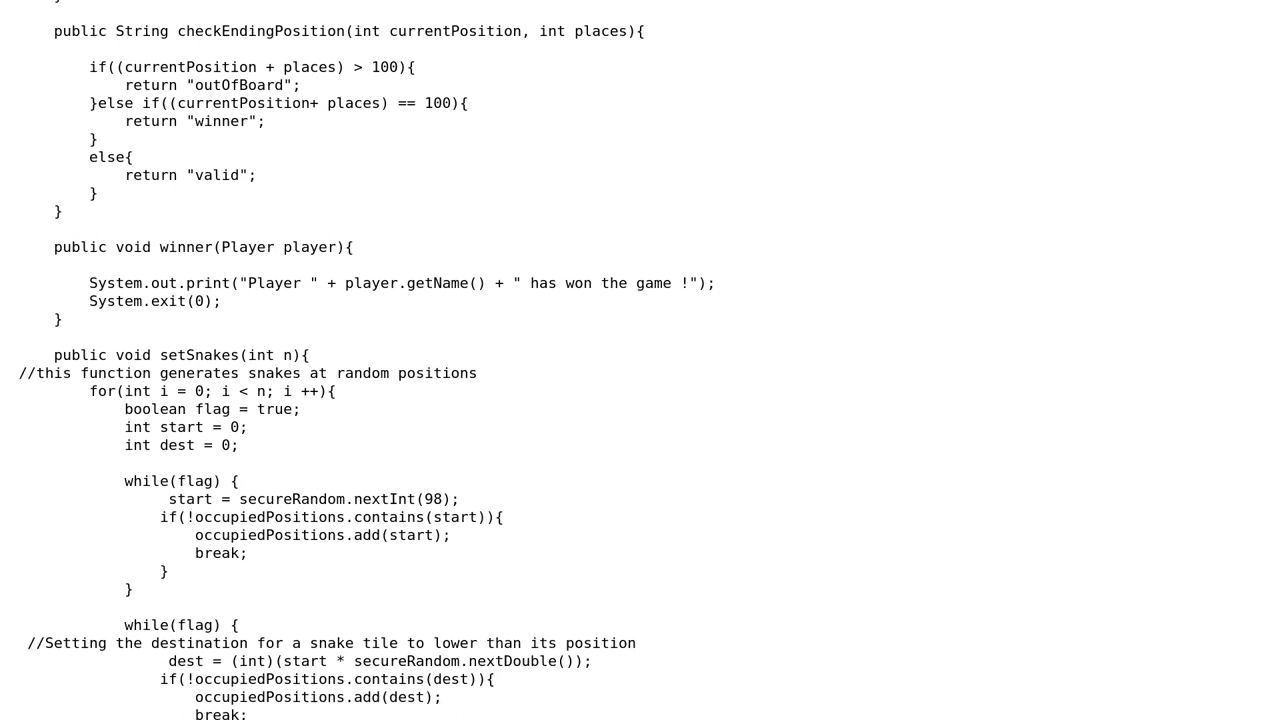 }
public String checkEndingPosition(int currentPosition, int places){
if((currentPosition + places) > 100){
return "outOfBoard";
}else if((currentPosition+ places) == 100){
return "winner";
}
else{
return "valid";
}
}
public void winner(Player player){
System.out.print("Player " + player.getName() + " has won the game !");
System.exit(0);
}
public void setSnakes(int n){
//this function generates snakes at random positions
for(int i = 0; i < n; i ++){
boolean flag = true;
int start = 0;
int dest = 0;
while(flag) {
start = secureRandom.nextInt(98);
if(!occupiedPositions.contains(start)){
occupiedPositions.add(start);
break;
}
}
while(flag) {
//Setting the destination for a snake tile to lower than its position
dest = (int)(start * secureRandom.nextDouble());
if(!occupiedPositions.contains(dest)){
occupiedPositions.add(dest);
break;